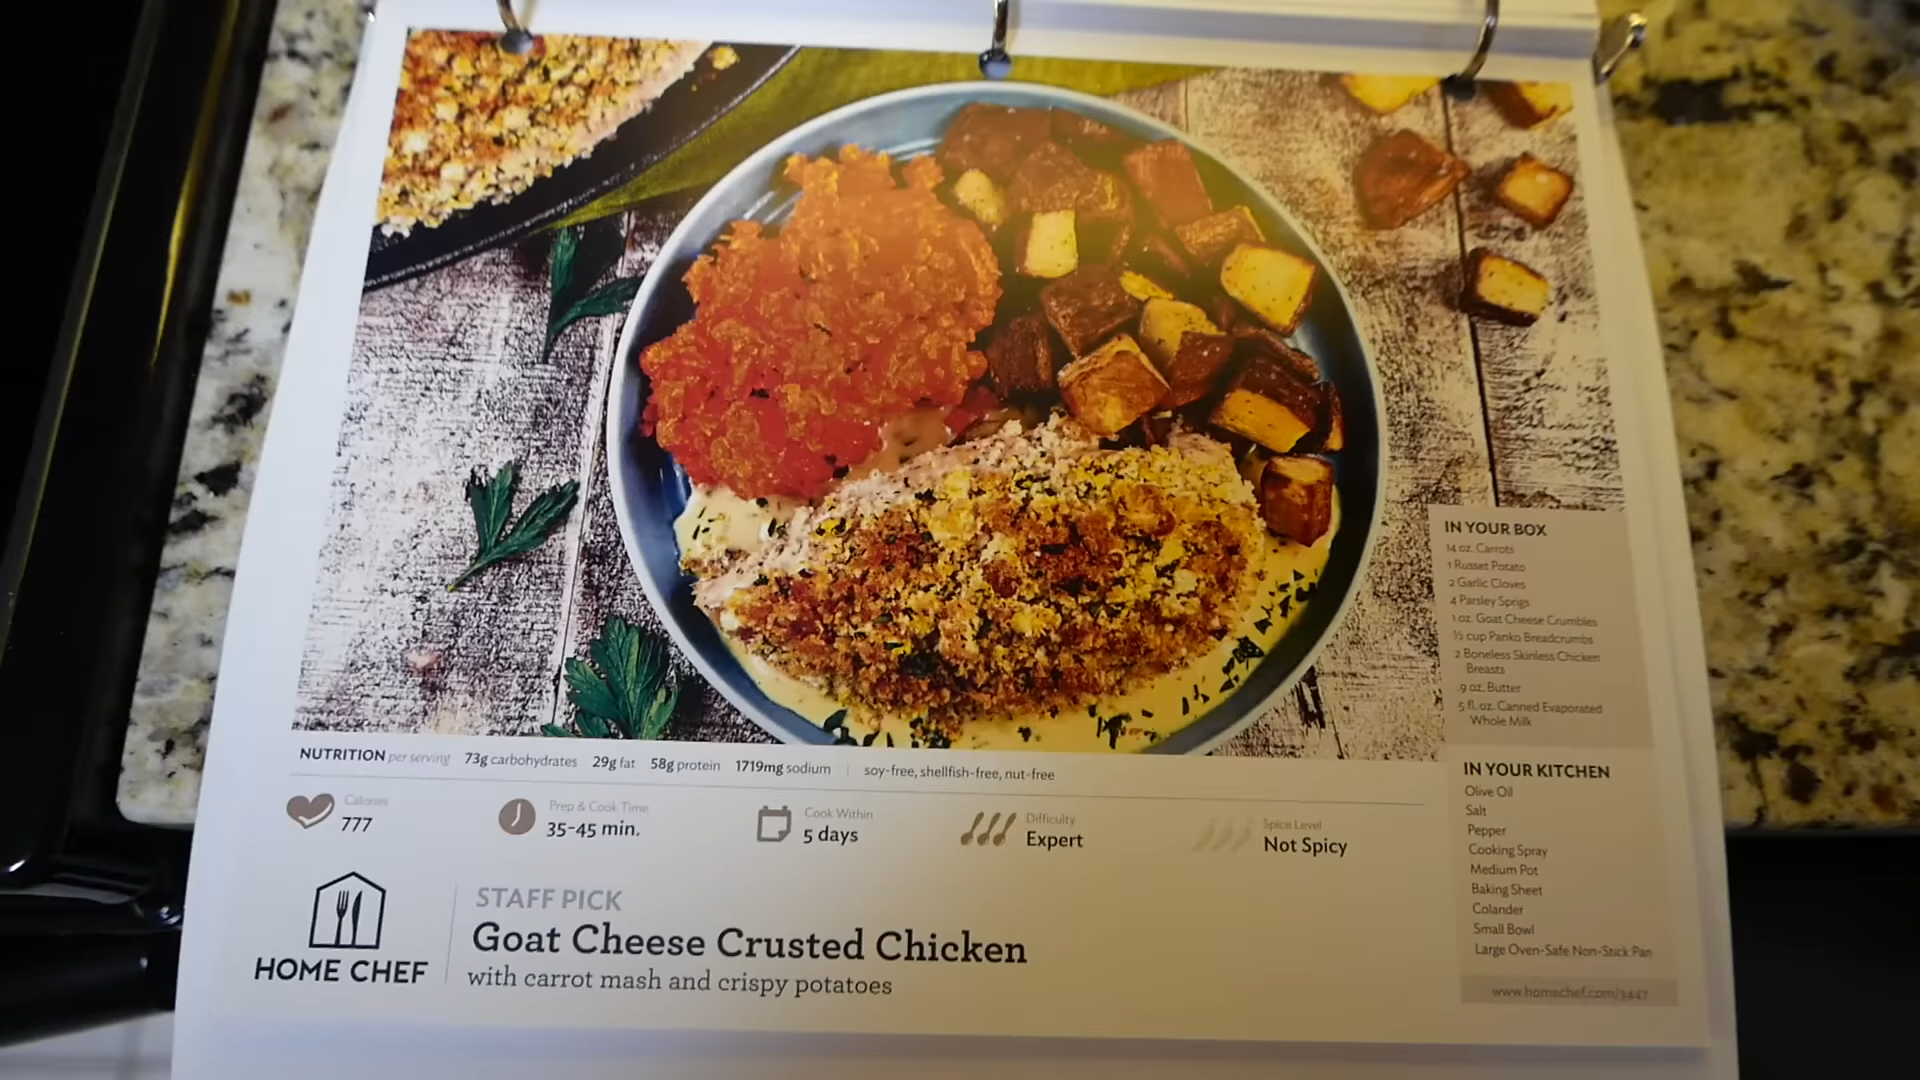 IN YOUR BOX
14 oz. Carrots
1 Russet Potato
2 Garlic Cloves
4 Parsley Sprigs
1 oz. Goat Cheese Crumbles
½ cup Panko Breadcrumbs
2 Boneless Skinless Chicken
Breasts
.9 oz. Butter
5 fl. oz. Canned Evaporated
Whole Milk
NUTRITION per serving 73g carbohydrates 29g fat 58g protein 1719mg sodium | soy-free, shellfish-free, nut-free
Calories
777
Prep & Cook Time
35-45 min.
Cook Within
5 days
Difficulty
Expert
Spice Level
Not Spicy
IN YOUR KITCHEN
Olive Oil
Salt
Pepper
Cooking Spray
Medium Pot
Baking Sheet
Colander
Small Bowl
Large Oven-Safe Non-Stick Pan
www.homechef.com/3447
HOME CHEF
STAFF PICK
Goat Cheese Crusted Chicken
with carrot mash and crispy potatoes